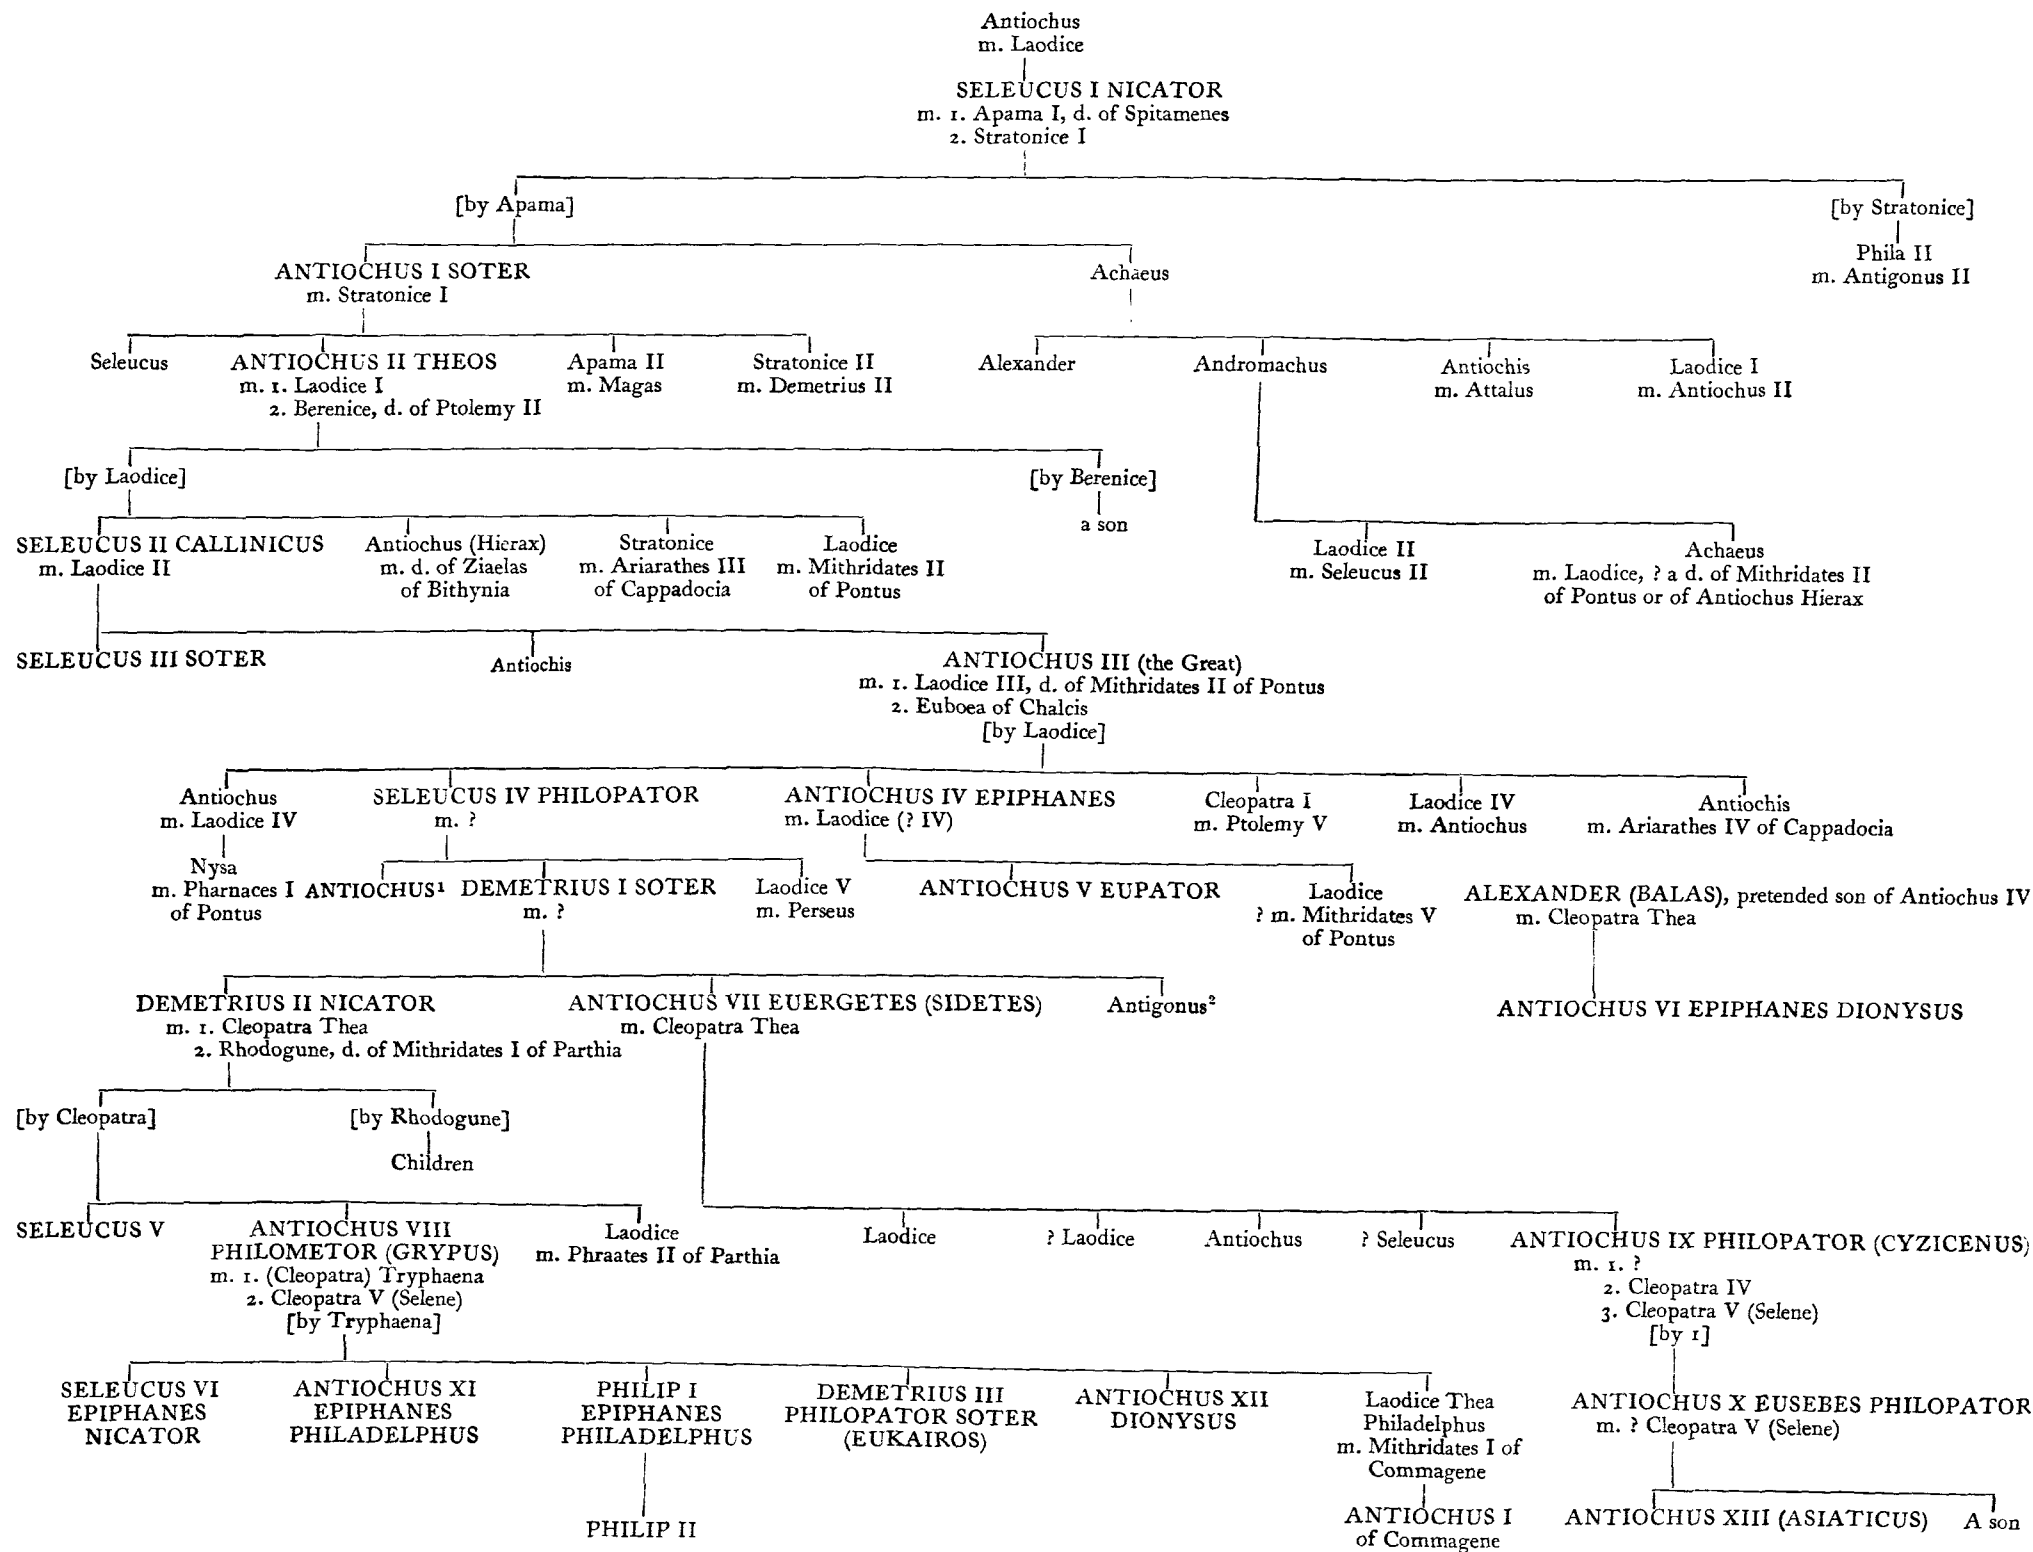 Antiochus
m. Laodice
SELEUCUS I NICATOR
m. 1. Apama I, d. of Spitamenes
2. Stratonice I
[by Apama]
[by Stratonice]
Phila II
m. Antigonus II
ANTIOCHUS I SOTER
m. Stratonice I
Achaeus
Seleucus
ANTIOCHUS II THEOS
m. 1. Laodice I
2. Berenice, d. of Ptolemy II
Apama II
m. Magas
Stratonice II
m. Demetrius II
Alexander
Andromachus
Antiochis
m. Attalus
Laodice I
m. Antiochus II
[by Laodice]
[by Berenice]
a son
SELEUCUS II CALLINICUS
m. Laodice II
Antiochus (Hierax)
m. d. of Ziaelas
of Bithynia
Stratonice
m. Ariarathes III
of Cappadocia
Laodice
m. Mithridates II
of Pontus
Laodice II
m. Seleucus II
Achaeus
m. Laodice, ? a d. of Mithridates II
of Pontus or of Antiochus Hierax
SELEUCUS III SOTER
Antiochis
ANTIOCHUS III (the Great)
m. 1. Laodice III, d. of Mithridates II of Pontus
2. Euboea of Chalcis
[by Laodice]
Antiochus
m. Laodice IV
SELEUCUS IV PHILOPATOR
m. ?
ANTIOCHUS IV EPIPHANES
m. Laodice (? IV)
Cleopatra I
m. Ptolemy V
Laodice IV
m. Antiochus
Antiochis
m. Ariarathes IV of Cappadocia
Nysa
m. Pharnaces I
of Pontus
ANTIOCHUS¹
DEMETRIUS I SOTER
m. ?
Laodice V
m. Perseus
ANTIOCHUS V EUPATOR
Laodice
? m. Mithridates V
of Pontus
ALEXANDER (BALAS), pretended son of Antiochus IV
m. Cleopatra Thea
DEMETRIUS II NICATOR
m. 1. Cleopatra Thea
2. Rhodogune, d. of Mithridates I of Parthia
ANTIOCHUS VII EUERGETES (SIDETES)
m. Cleopatra Thea
Antigonus²
ANTIOCHUS VI EPIPHANES DIONYSUS
[by Cleopatra]
[by Rhodogune]
Children
SELEUCUS V
ANTIOCHUS VIII
PHILOMETOR (GRYPUS)
m. 1. (Cleopatra) Tryphaena
2. Cleopatra V (Selene)
[by Tryphaena]
Laodice
m. Phraates II of Parthia
Laodice
? Laodice
Antiochus
? Seleucus
ANTIOCHUS IX PHILOPATOR (CYZICENUS)
m. 1. ?
2. Cleopatra IV
3. Cleopatra V (Selene)
[by 1]
SELEUCUS VI
EPIPHANES
NICATOR
ANTIOCHUS XI
EPIPHANES
PHILADELPHUS
PHILIP I
EPIPHANES
PHILADELPHUS
DEMETRIUS III
PHILOPATOR SOTER
(EUKAIROS)
ANTIOCHUS XII
DIONYSUS
Laodice Thea
Philadelphus
m. Mithridates I of
Commagene
ANTIOCHUS X EUSEBES PHILOPATOR
m. ? Cleopatra V (Selene)
PHILIP II
ANTIOCHUS I
of Commagene
ANTIOCHUS XIII (ASIATICUS)
A son